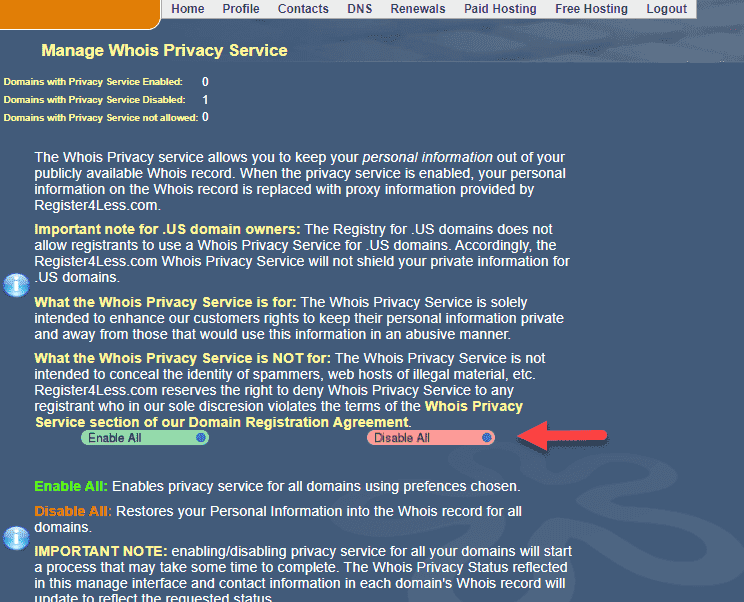 Home Profile Contacts DNS Renewals Paid Hosting Free Hosting Logout
Manage Whois Privacy Service
Domains with Privacy Service Enabled: 0
Domains with Privacy Service Disabled: 1
Domains with Privacy Service not allowed: 0
The Whois Privacy service allows you to keep your personal information out of your
publicly available Whois record. When the privacy service is enabled, your personal
information on the Whois record is replaced with proxy information provided by
Register4Less.com.
Important note for .US domain owners: The Registry for .US domains does not
allow registrants to use a Whois Privacy Service for .US domains. Accordingly, the
Register4Less.com Whois Privacy Service will not shield your private information for
.US domains.
What the Whois Privacy Service is for: The Whois Privacy Service is solely
intended to enhance our customers rights to keep their personal information private
and away from those that would use this information in an abusive manner.
What the Whois Privacy Service is NOT for: The Whois Privacy Service is not
intended to conceal the identity of spammers, web hosts of illegal material, etc.
Register4Less.com reserves the right to deny Whois Privacy Service to any
registrant who in our sole discresion violates the terms of the Whois Privacy
Service section of our Domain Registration Agreement.
Enable All Disable All
Enable All: Enables privacy service for all domains using prefences chosen.
Disable All: Restores your Personal Information into the Whois record for all
domains.
IMPORTANT NOTE: enabling/disabling privacy service for all your domains will start
a process that may take some time to complete. The Whois Privacy Status reflected
in this manage interface and contact information in each domain's Whois record will
update to reflect the requested status.